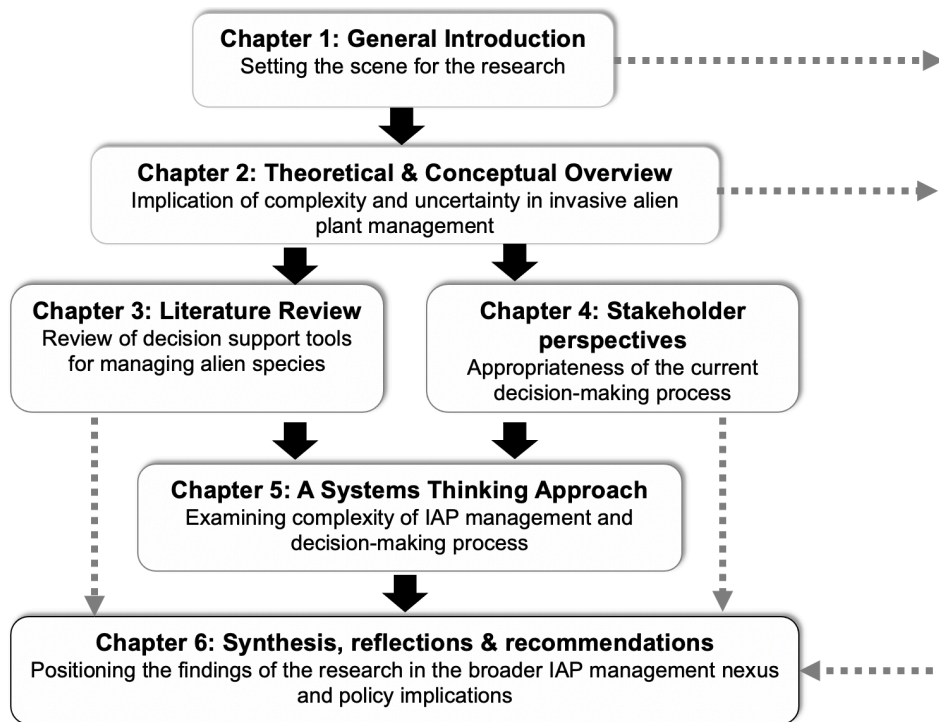 Chapter 1: General Introduction
Setting the scene for the research
Chapter 2: Theoretical & Conceptual Overview
Implication of complexity and uncertainty in invasive alien
plant management
Chapter 3: Literature Review
Review of decision support tools
for managing alien species
Chapter 4: Stakeholder
perspectives
Appropriateness of the current
decision-making process
Chapter 5: A Systems Thinking Approach
Examining complexity of IAP management and
decision-making process
Chapter 6: Synthesis, reflections & recommendations
Positioning the findings of the research in the broader IAP management nexus
and policy implications